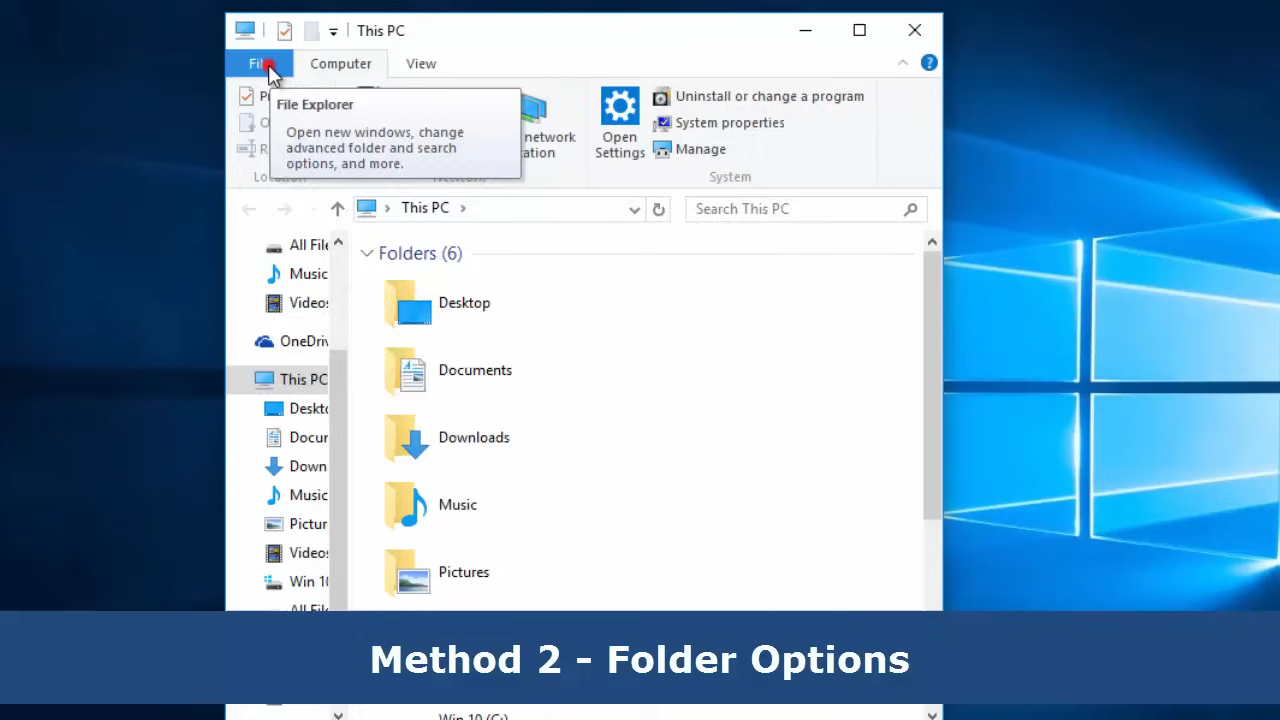 This PC
File
Computer
View
File Explorer
Open new windows, change
advanced folder and search
options, and more.
network
Open
Settings
Uninstall or change a program
System properties
Manage
System
This PC
Search This PC
All File
Music
Videos
OneDriv
This PC
Deskto
Docur
Down
Music
Pictur
Videos
Win 10
Folders (6)
Desktop
Documents
Downloads
Music
Pictures
Method 2 - Folder Options
Win 10 (C:)